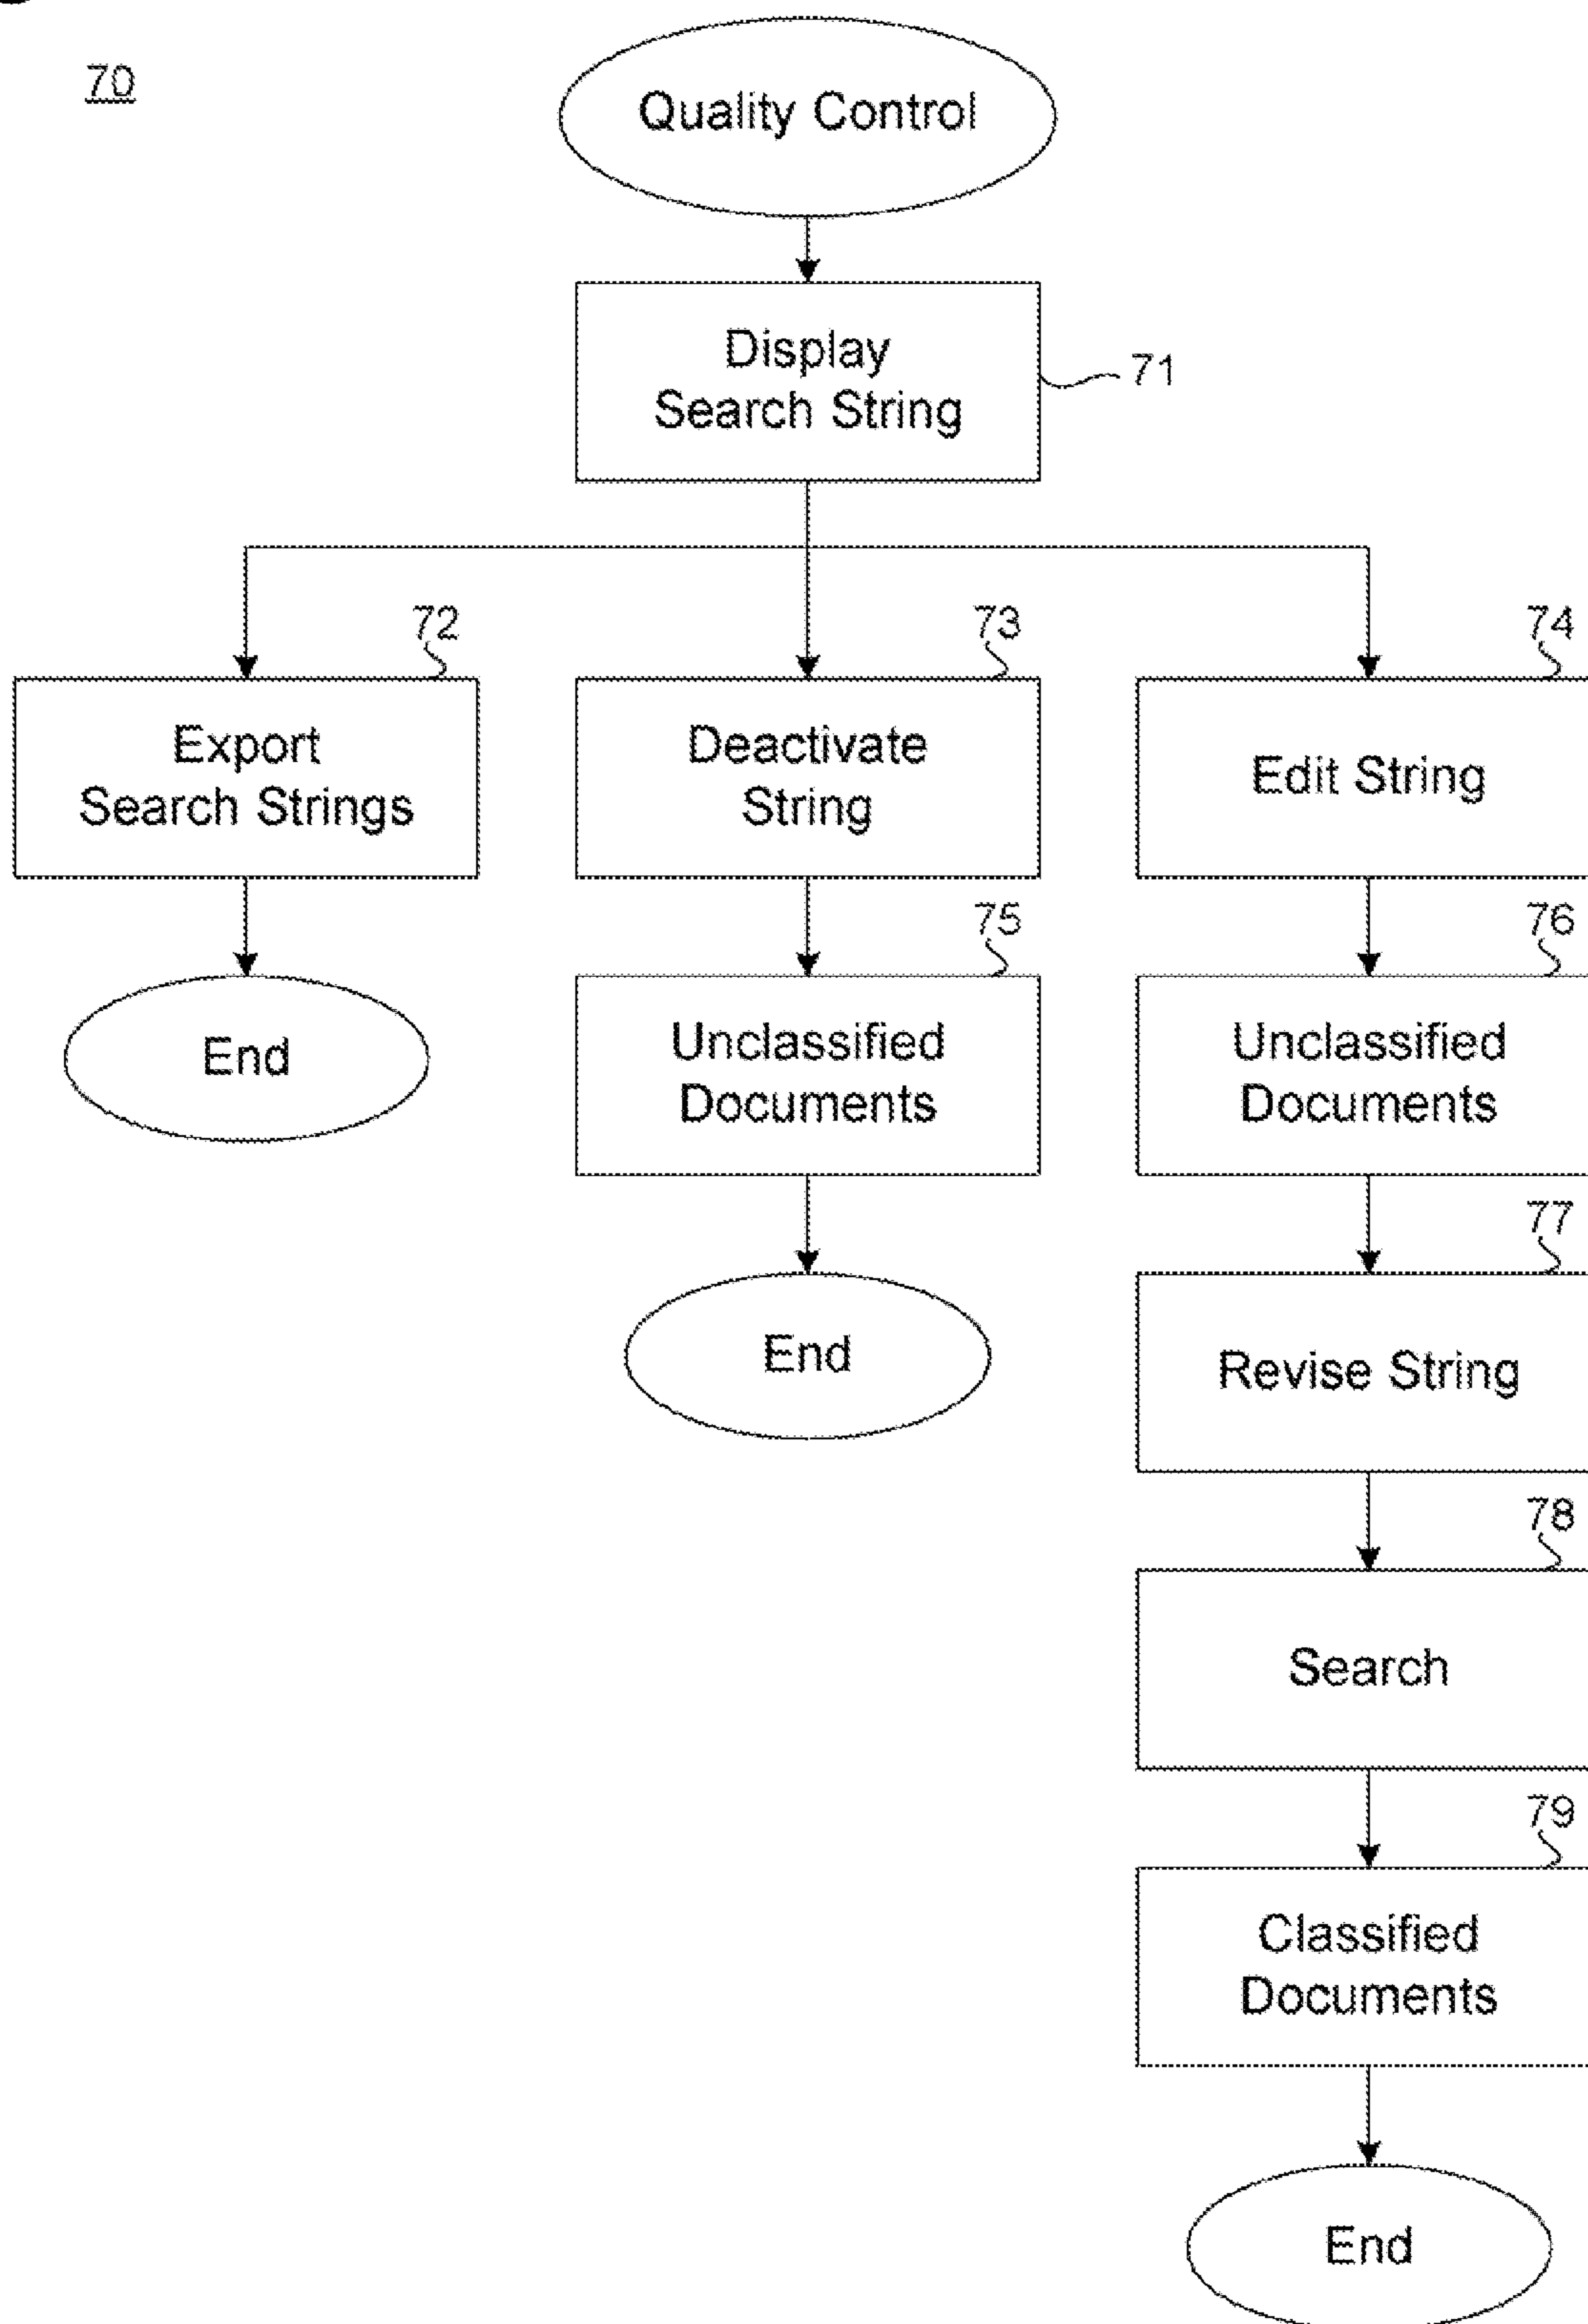 70
Quality Control
Display
Search String
71
72
73
74
Export
Search Strings
Deactivate
String
Edit String
75
76
End
Unclassified
Documents
Unclassified
Documents
77
End
Revise String
78
Search
79
Classified
Documents
End